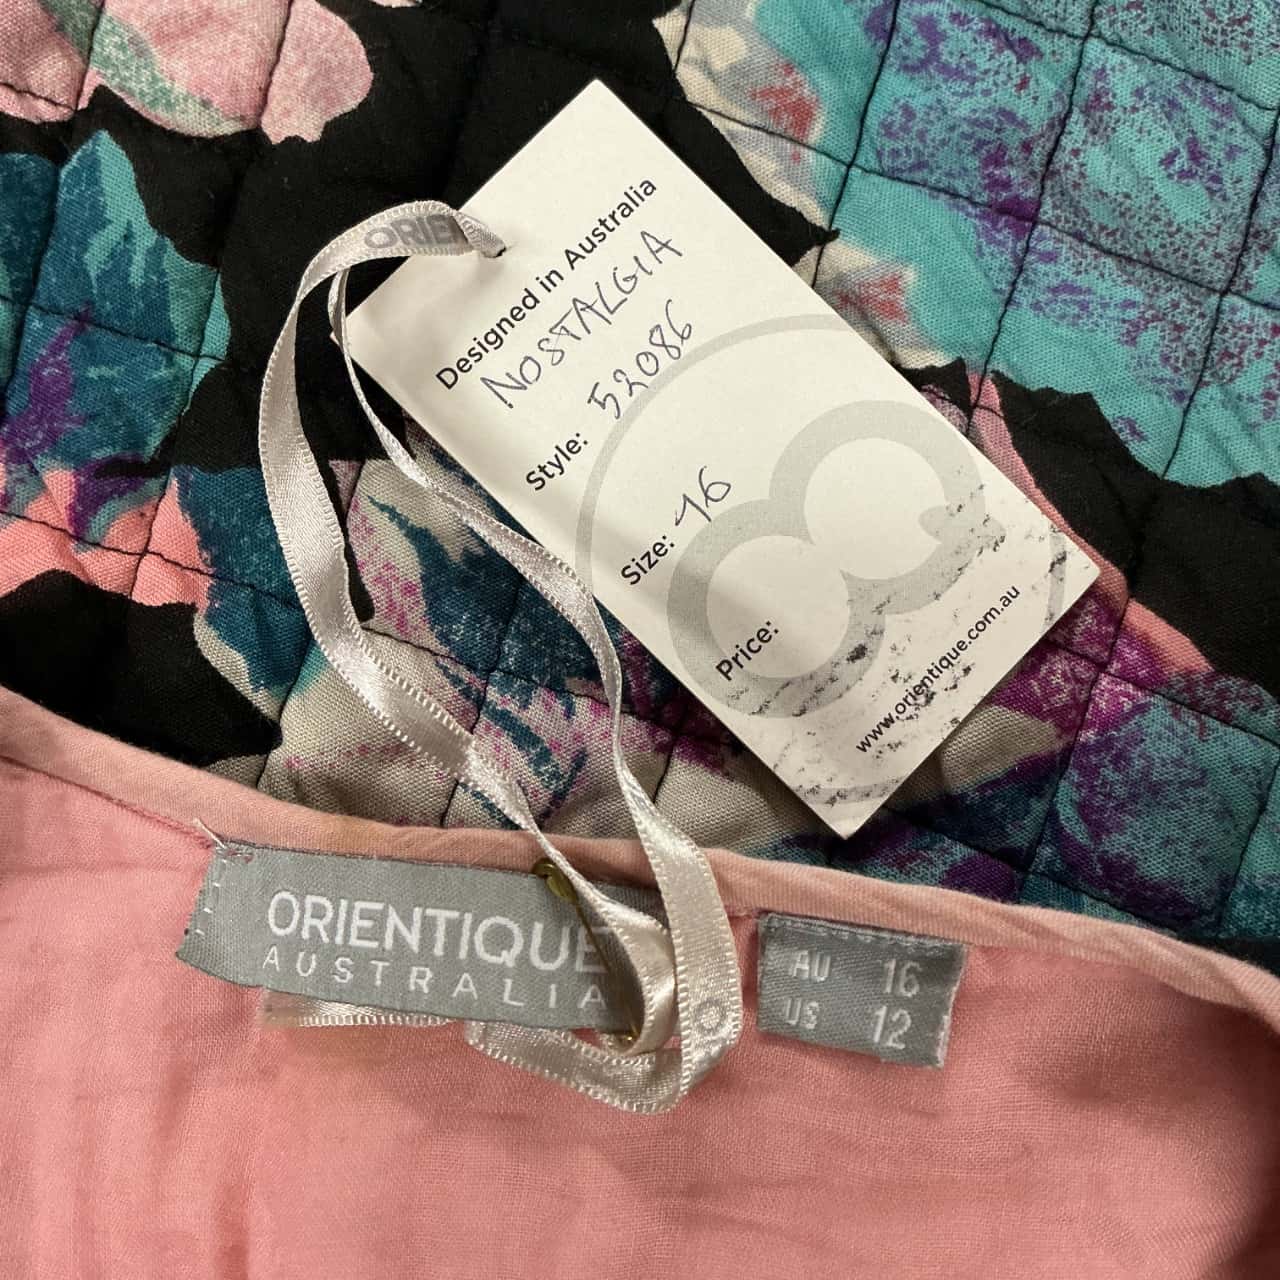 ORIE
Designed in Australia
NOSTALGIA
Style: 52086
Size: 16
Price:
www.orientique.com.au
ORIENTIQUE
AUSTRALIA
AU 16
US 12